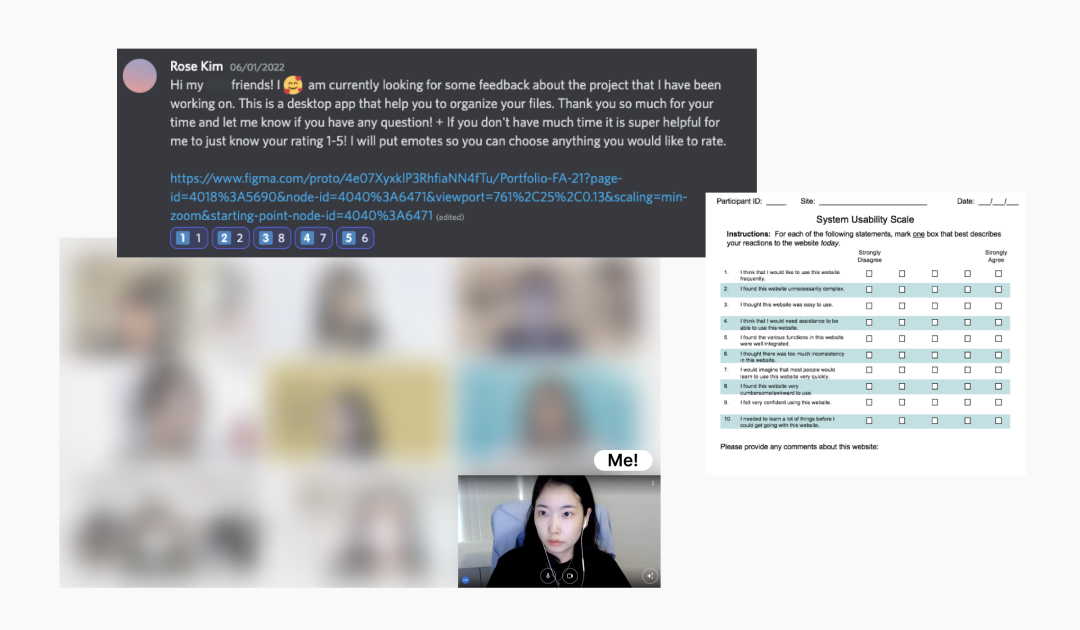 Rose Kim 06/01/2022
Hi my friends! I 🥰 am currently looking for some feedback about the project that I have been
working on. This is a desktop app that help you to organize your files. Thank you so much for your
time and let me know if you have any question! + If you don't have much time it is super helpful for
me to just know your rating 1-5! I will put emotes so you can choose anything you would like to rate.
https://www.figma.com/proto/4e07XyxklP3RhfiaNN4fTu/Portfolio-FA-21?page-
id=4018%3A5690&node-id=4040%3A6471&viewport=761%2C25%2C0.13&scaling=min-
zoom&starting-point-node-id=4040%3A6471 (edited)
1 1 2 2 3 8 4 7 5 6
Participant ID: _____ Site: ____________________________ Date: ___/___/___
System Usability Scale
Instructions: For each of the following statements, mark one box that best describes
your reactions to the website today.
Strongly Strongly
Disagree Agree
1. I think that I would like to use this website
frequently.
2. I found this website unnecessarily complex.
3. I thought this website was easy to use.
4. I think that I would need assistance to be
able to use this website.
5. I found the various functions in this website
were well integrated.
6. I thought there was too much inconsistency
in this website.
7. I would imagine that most people would
learn to use this website very quickly.
8. I found this website very
cumbersome/awkward to use.
9. I felt very confident using this website.
10. I needed to learn a lot of things before I
could get going with this website.
Please provide any comments about this website:
Me!